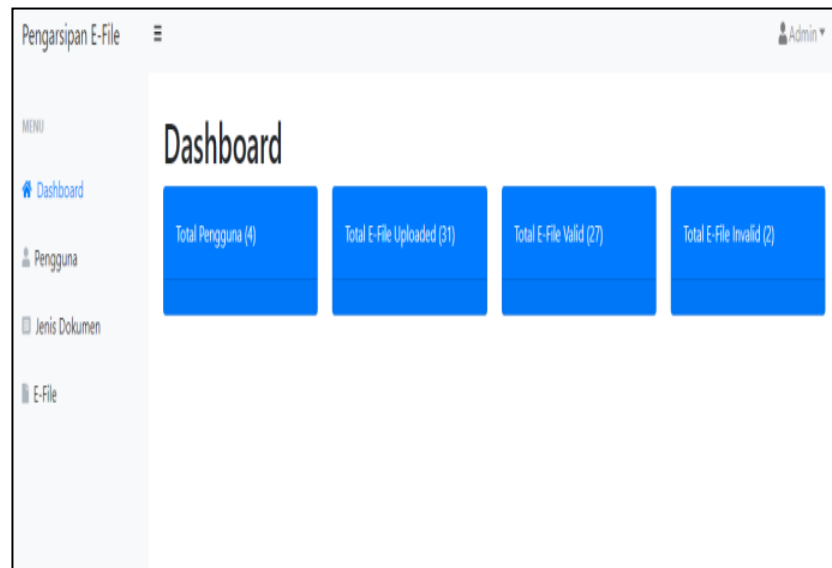 Pengarsipan E-File
Admin
MENU
Dashboard
Pengguna
Jenis Dokumen
E-File
Dashboard
Total Pengguna (4)
Total E-File Uploaded (31)
Total E-File Valid (27)
Total E-File Invalid (2)